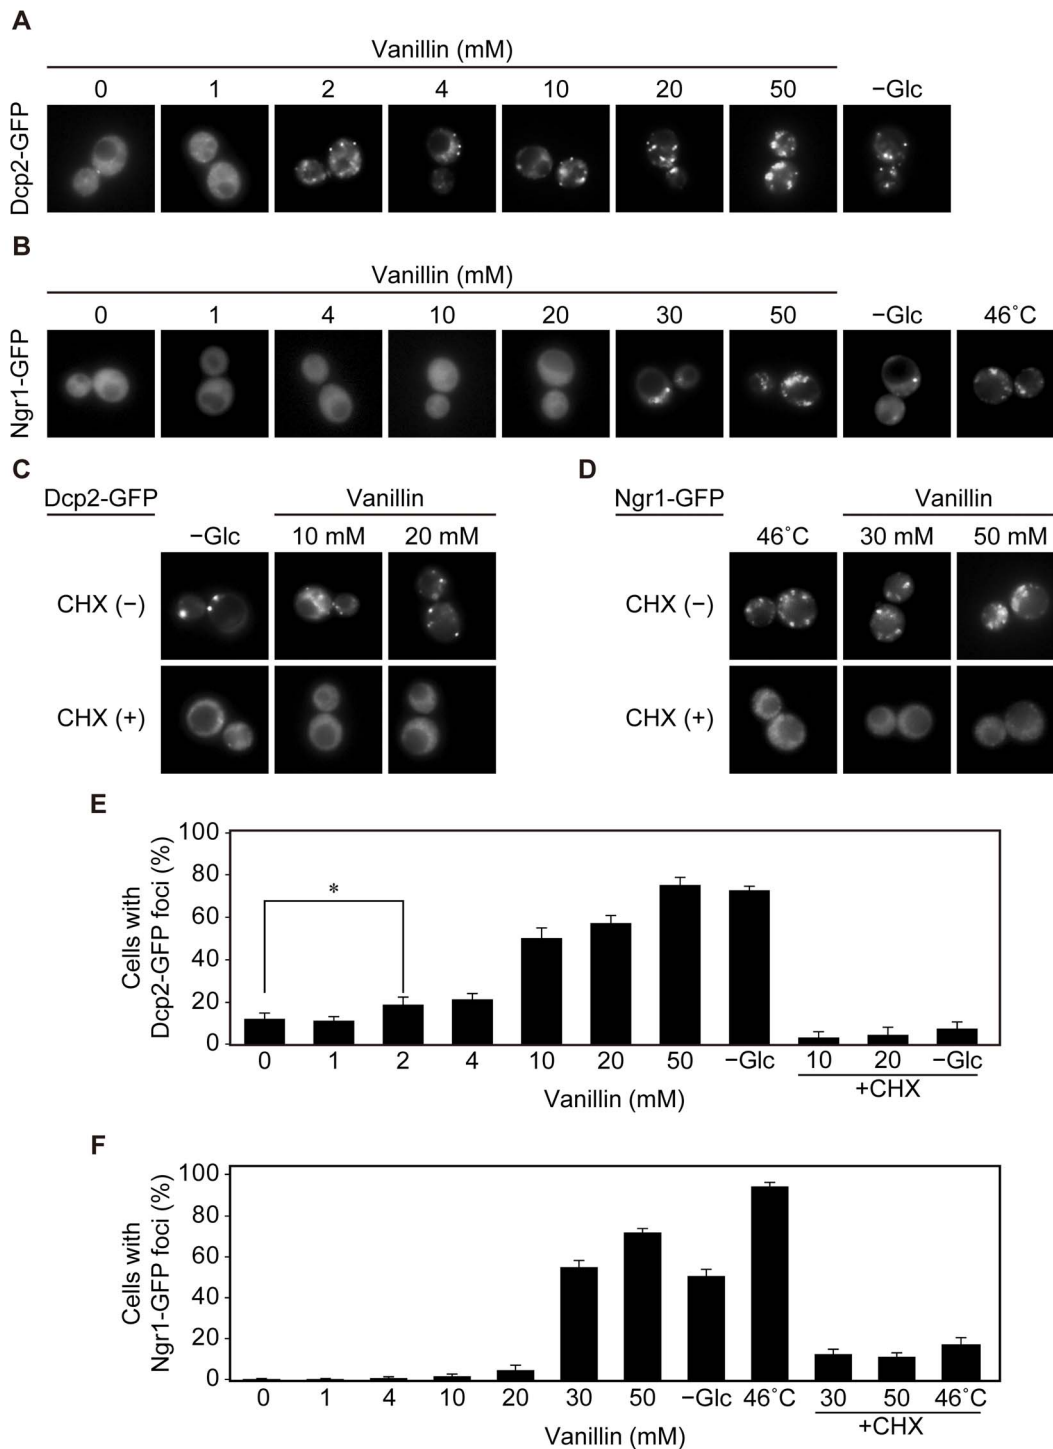 A
Vanillin (mM)
0 1 2 4 10 20 50 −Glc
Dcp2-GFP
B
Vanillin (mM)
0 1 4 10 20 30 50 −Glc 46˚C
Ngr1-GFP
C
Dcp2-GFP Vanillin
−Glc 10 mM 20 mM
CHX (−)
CHX (+)
D
Ngr1-GFP Vanillin
46˚C 30 mM 50 mM
CHX (−)
CHX (+)
E
Cells with
Dcp2-GFP foci (%)
100
80
60
40
20
0
*
0 1 2 4 10 20 50 −Glc 10 20 −Glc
+CHX
Vanillin (mM)
F
Cells with
Ngr1-GFP foci (%)
100
80
60
40
20
0
0 1 4 10 20 30 50 −Glc 46˚C 30 50 46˚C
+CHX
Vanillin (mM)